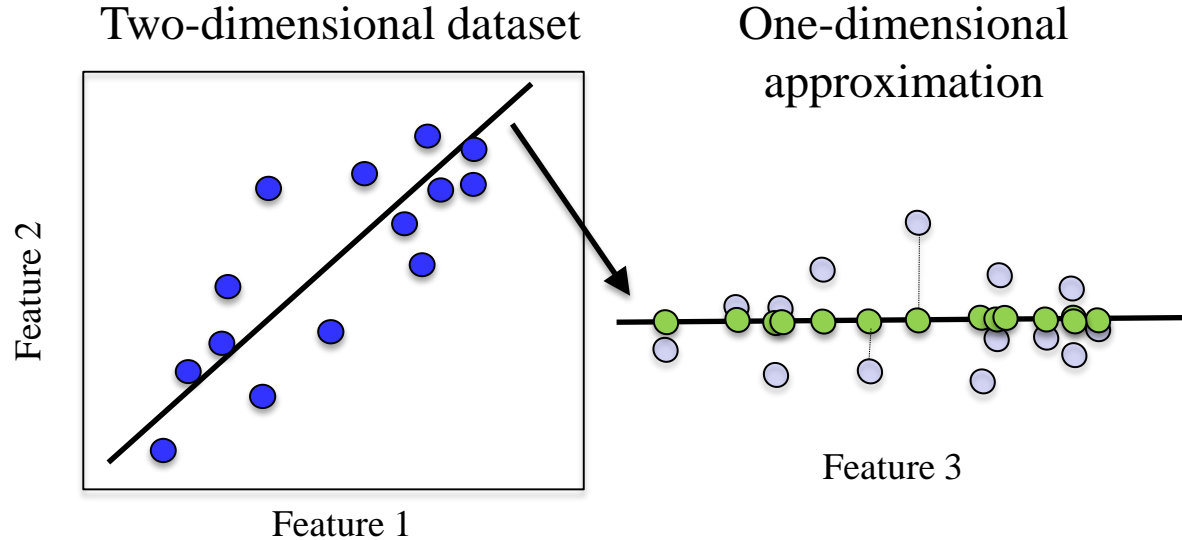 Two-dimensional dataset
One-dimensional
approximation
Feature 2
Feature 1
Feature 3